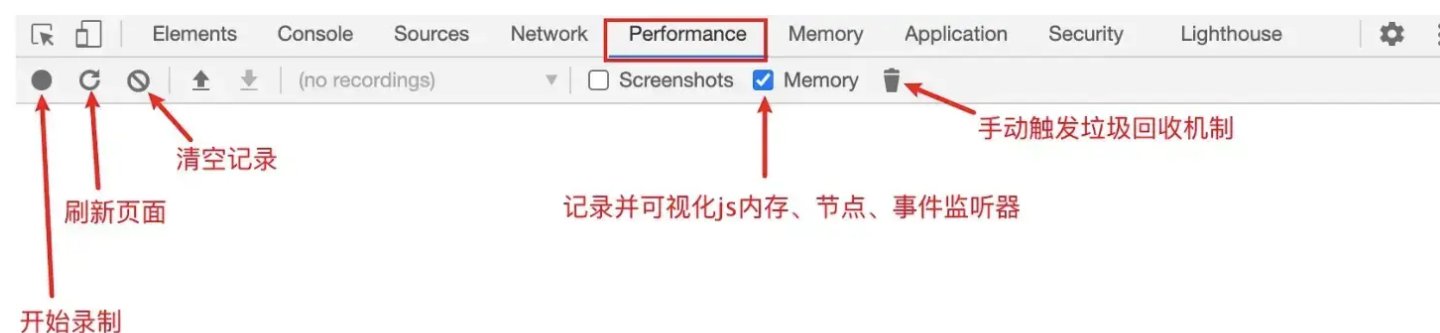 Elements Console Sources Network Performance Memory Application Security Lighthouse
(no recordings) Screenshots Memory
手动触发垃圾回收机制
清空记录
刷新页面
记录并可视化js内存、节点、事件监听器
开始录制